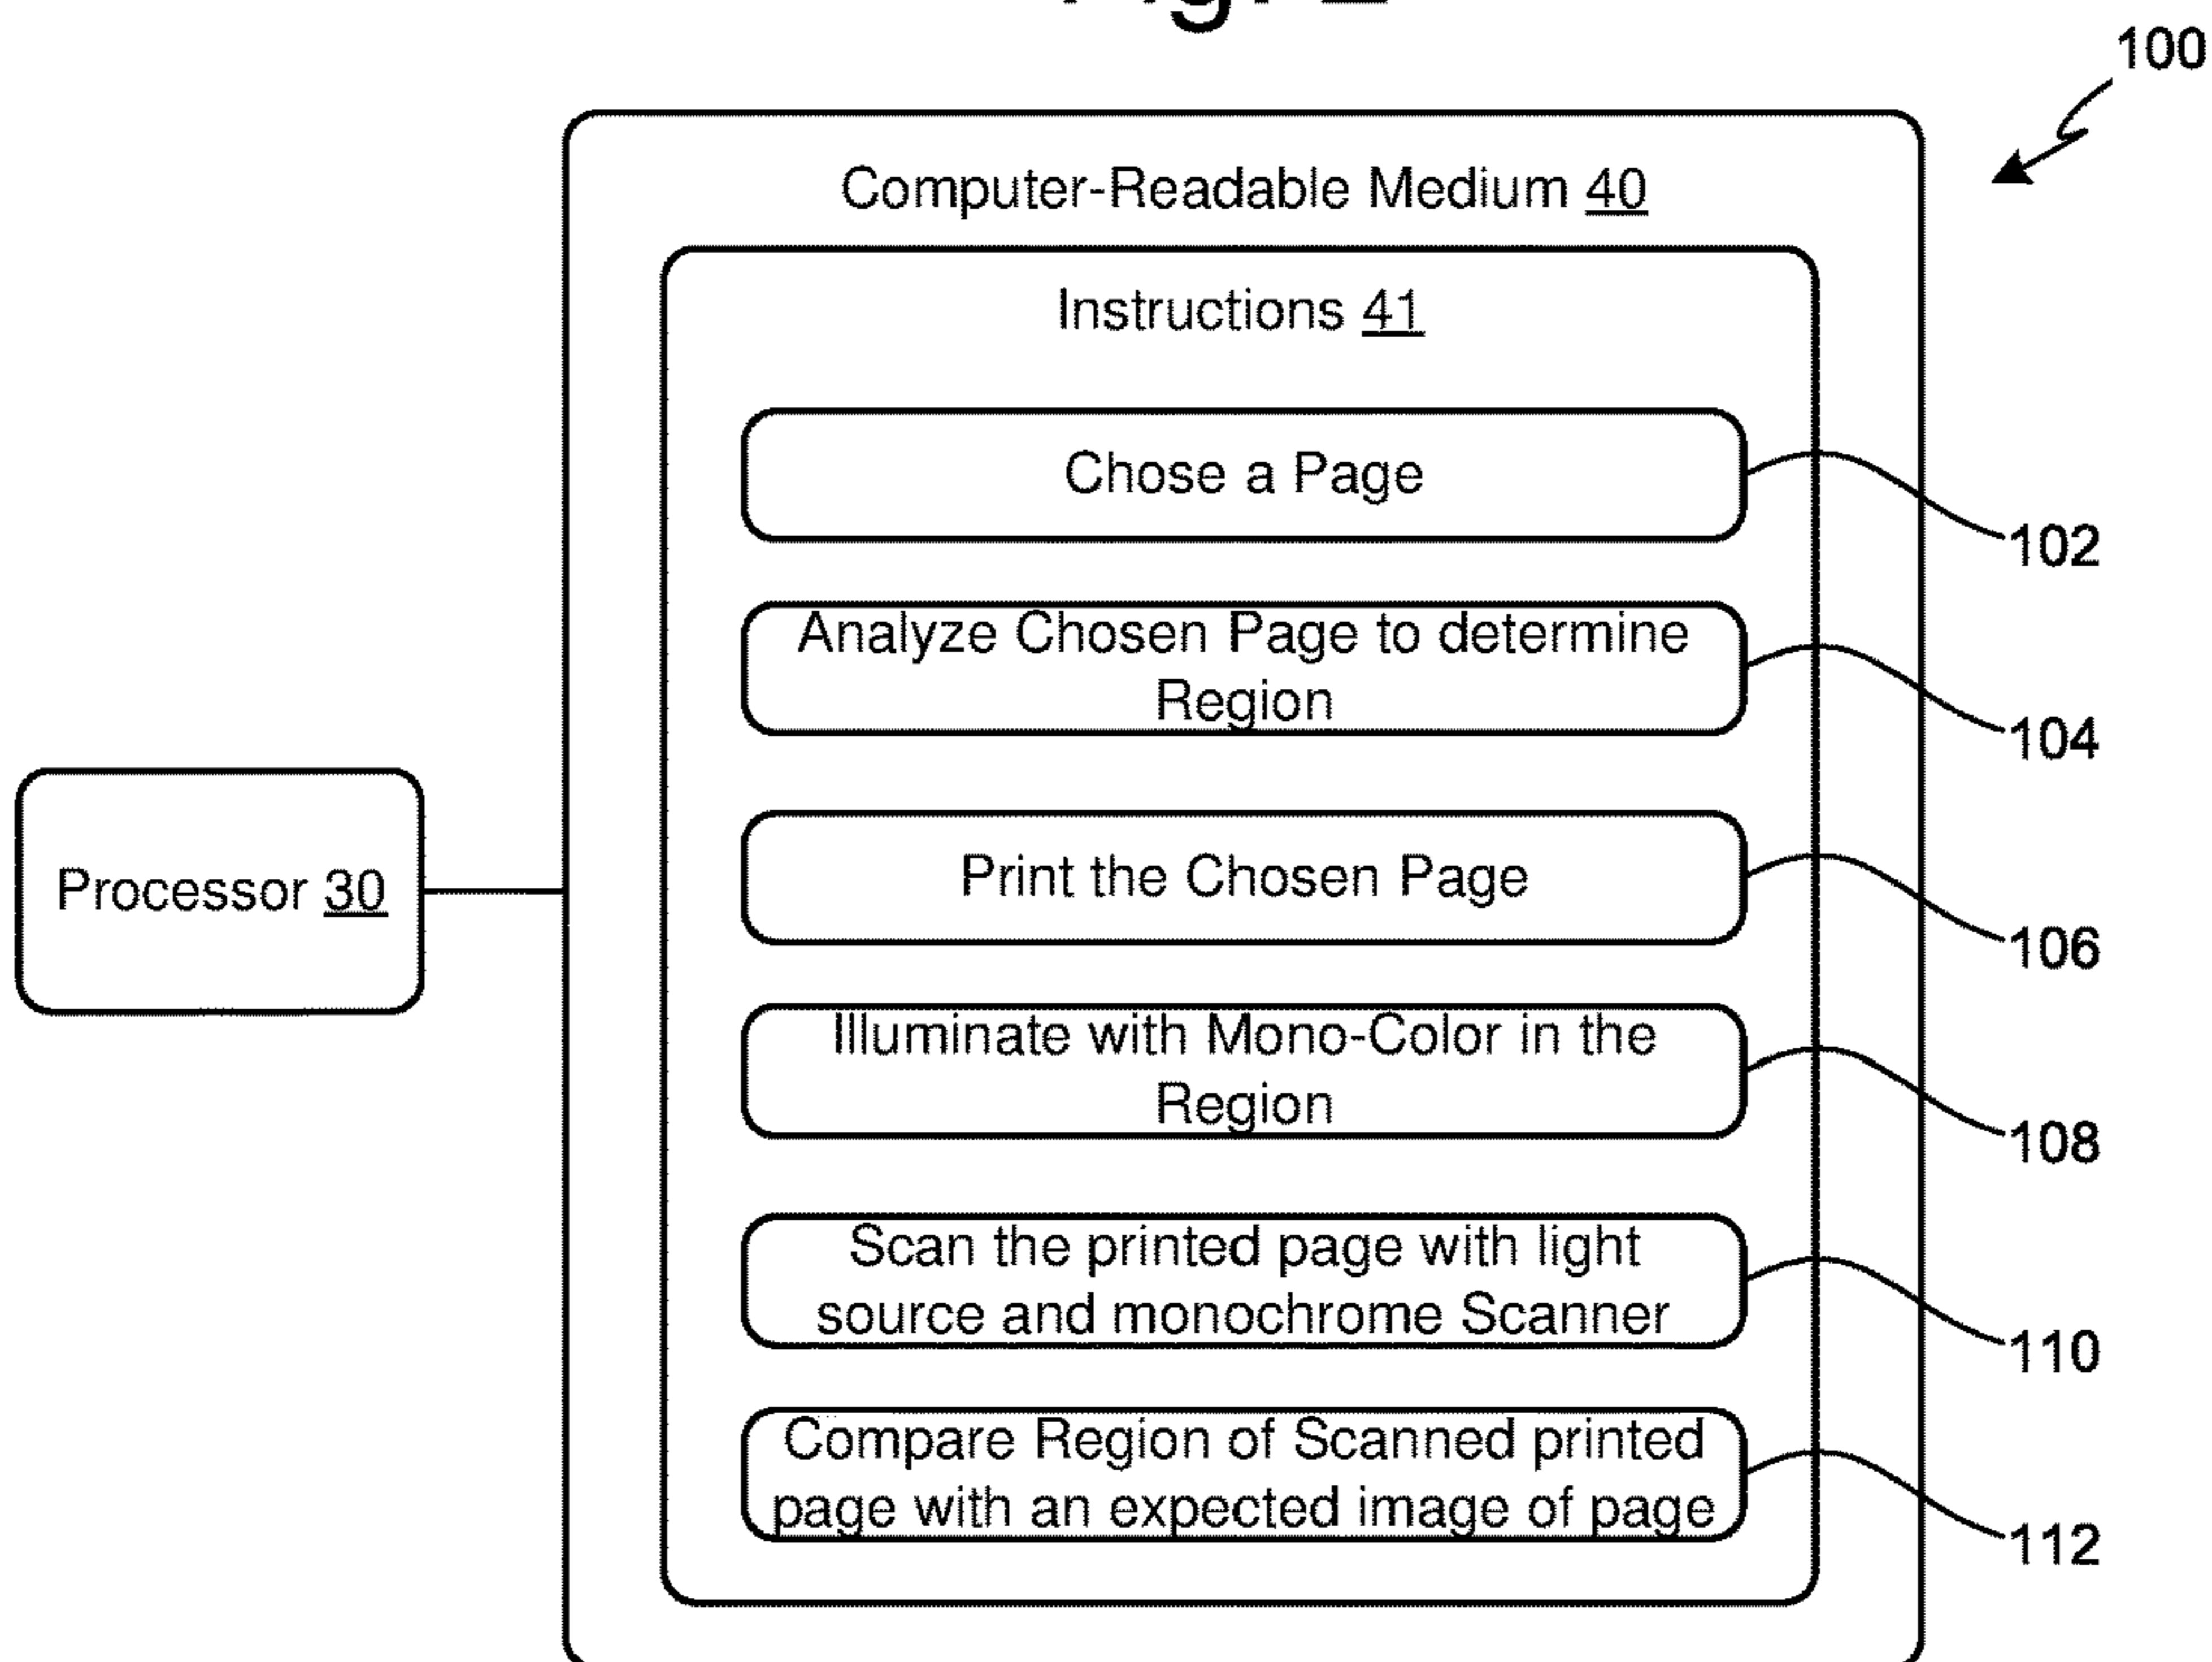 100
Computer-Readable Medium 40
Instructions 41
Chose a Page
102
Analyze Chosen Page to determine
Region
104
Processor 30
Print the Chosen Page
106
Illuminate with Mono-Color in the
Region
108
Scan the printed page with light
source and monochrome Scanner
110
Compare Region of Scanned printed
page with an expected image of page
112